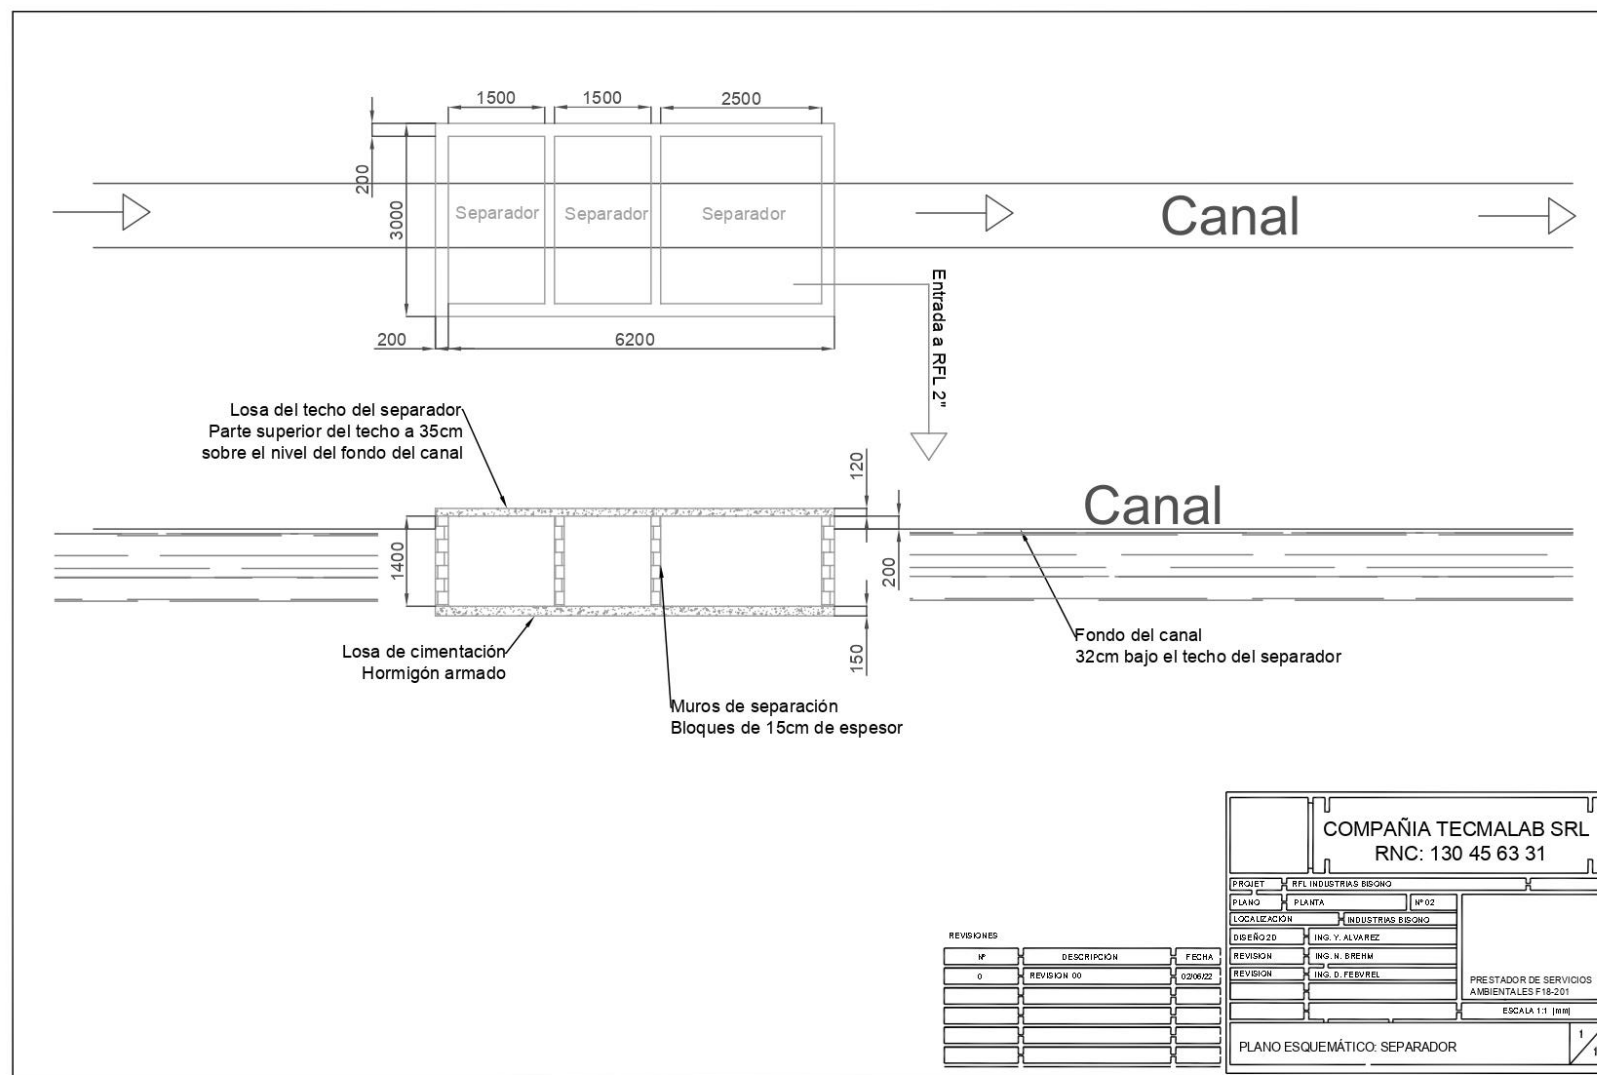 1500
1500
2500
200
3000
Separador
Separador
Separador
Canal
200
6200
Entrada a RFL 2"
Losa del techo del separador
Parte superior del techo a 35cm
sobre el nivel del fondo del canal
120
Canal
1400
200
150
Losa de cimentación
Hormigón armado
Fondo del canal
32cm bajo el techo del separador
Muros de separación
Bloques de 15cm de espesor
COMPAÑIA TECMALAB SRL
RNC: 130 45 63 31
PROJET RFL INDUSTRIAS BISONO
PLANO PLANTA Nº 02
LOCALIZACIÓN INDUSTRIAS BISONO
DISEÑO 2D ING. Y. ALVAREZ
REVISION ING. N. BREHM
REVISION ING. D. FEBVREL
PRESTADOR DE SERVICIOS
AMBIENTALES F18-201
ESCALA 1:1 [mm]
PLANO ESQUEMÁTICO: SEPARADOR
1
1
REVISIONES
Nº DESCRIPCIÓN FECHA
0 REVISION 00 02/06/22